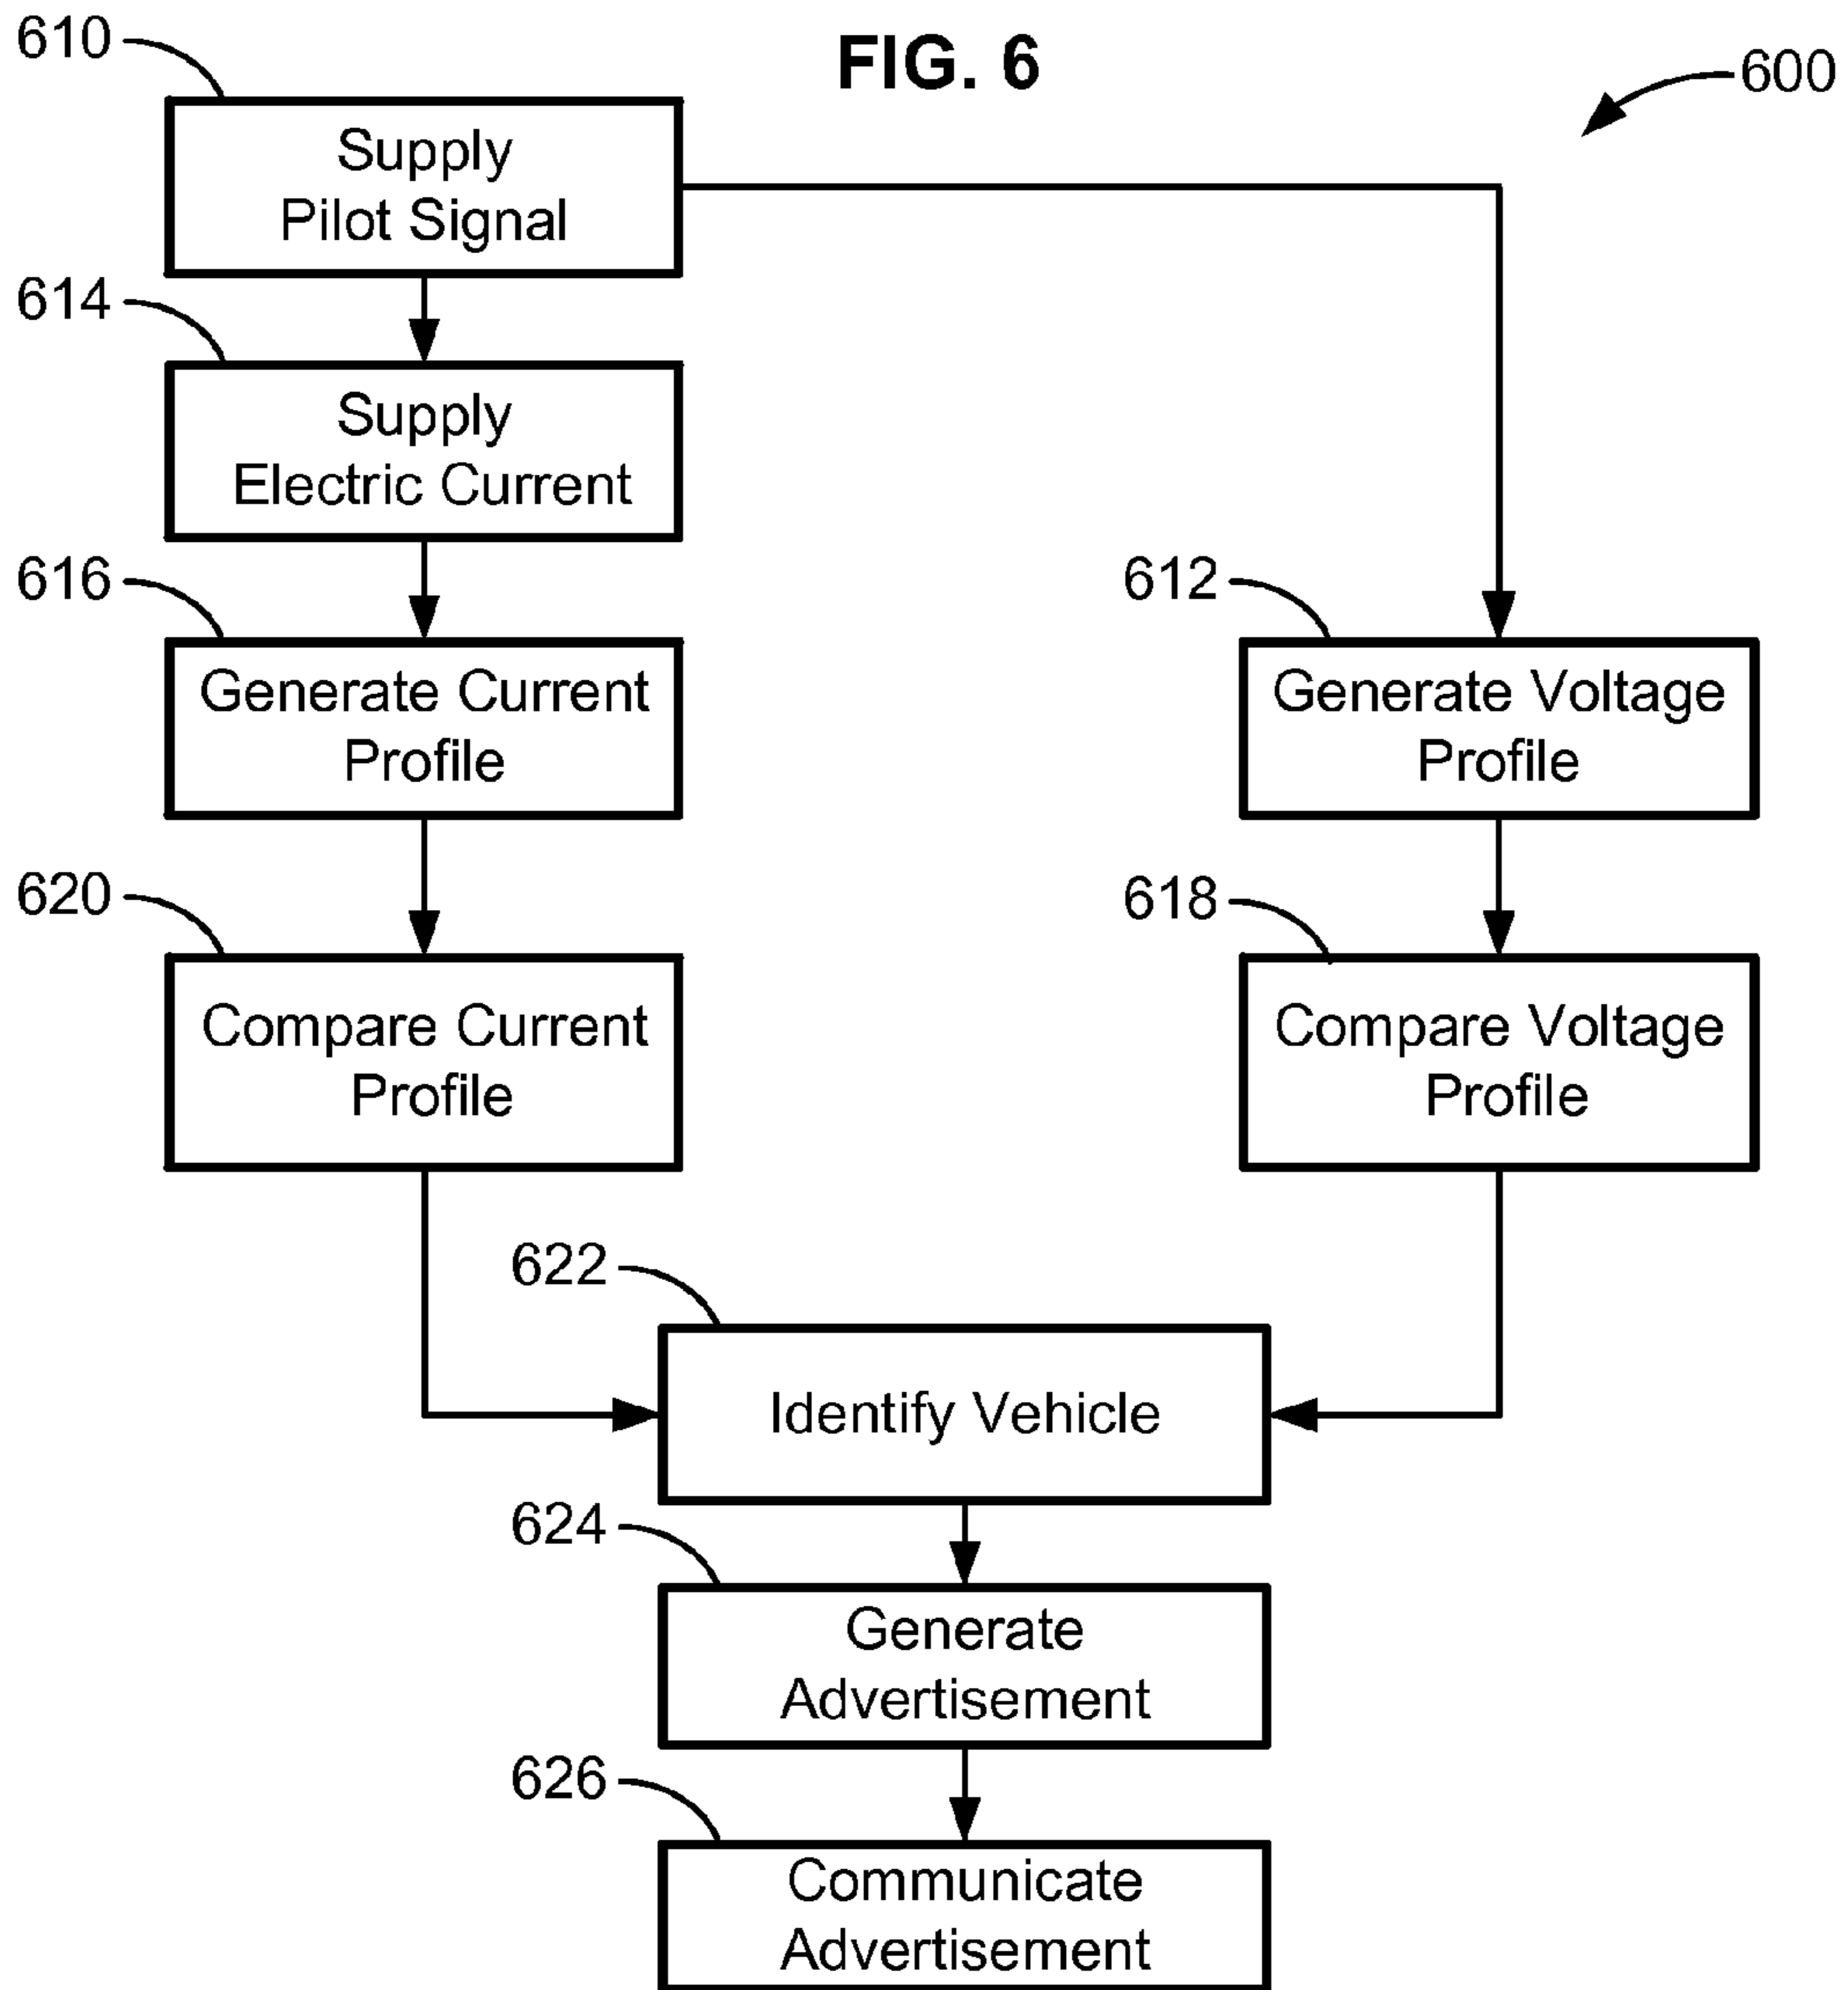 FIG. 6
600
610
Supply
Pilot Signal
614
Supply
Electric Current
616
Generate Current
Profile
612
Generate Voltage
Profile
620
Compare Current
Profile
618
Compare Voltage
Profile
622
Identify Vehicle
624
Generate
Advertisement
626
Communicate
Advertisement